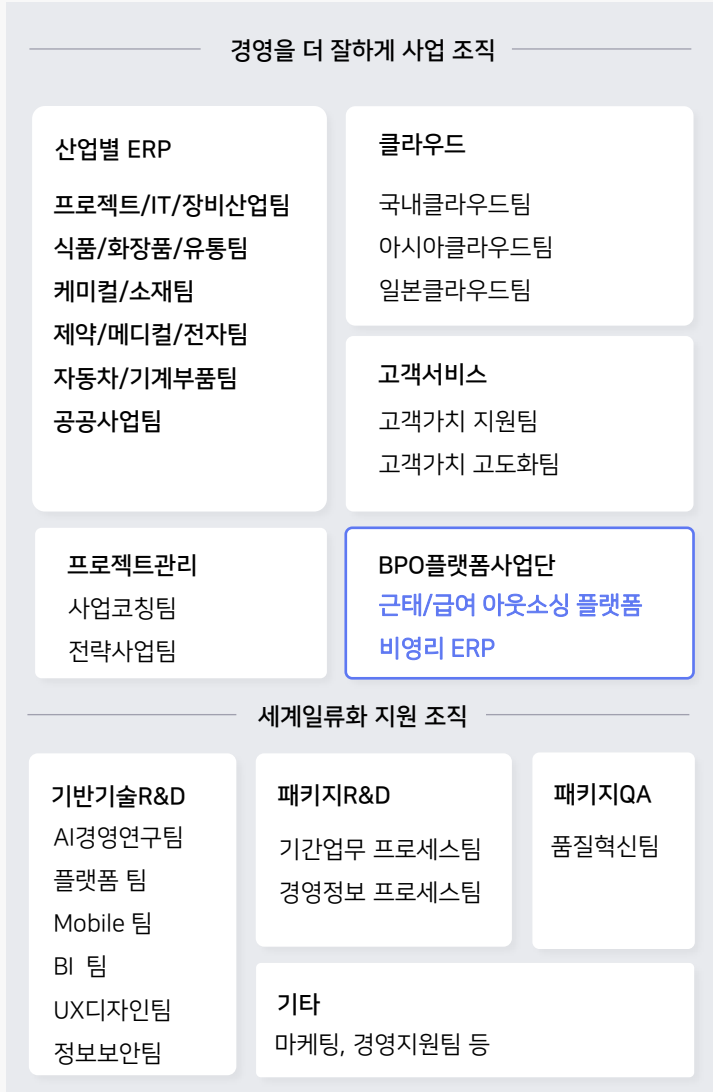 경영을 더 잘하게 사업 조직
산업별 ERP
프로젝트/IT/장비산업팀
식품/화장품/유통팀
케미컬/소재팀
제약/메디컬/전자팀
자동차/기계부품팀
공공사업팀
클라우드
국내클라우드팀
아시아클라우드팀
일본클라우드팀
고객서비스
고객가치 지원팀
고객가치 고도화팀
프로젝트관리
사업코칭팀
전략사업팀
BPO플랫폼사업단
근태/급여 아웃소싱 플랫폼
비영리 ERP
세계일류화 지원 조직
기반기술R&D
AI경영연구팀
플랫폼 팀
Mobile 팀
BI 팀
UX디자인팀
정보보안팀
패키지R&D
기간업무 프로세스팀
경영정보 프로세스팀
패키지QA
품질혁신팀
기타
마케팅, 경영지원팀 등